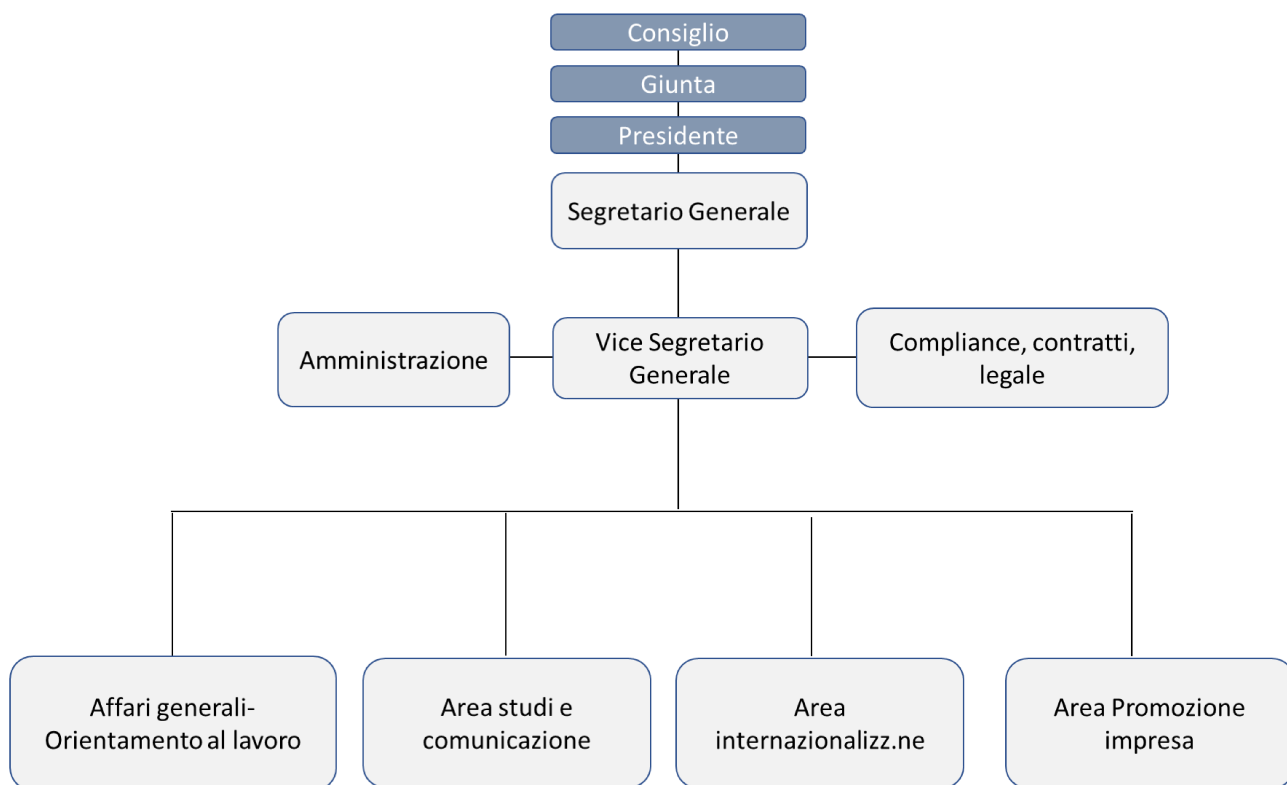 Consiglio
Giunta
Presidente
Segretario Generale
Amministrazione
Vice Segretario
Generale
Compliance, contratti,
legale
Affari generali-
Orientamento al lavoro
Area studi e
comunicazione
Area
internazionalizz.ne
Area Promozione
impresa